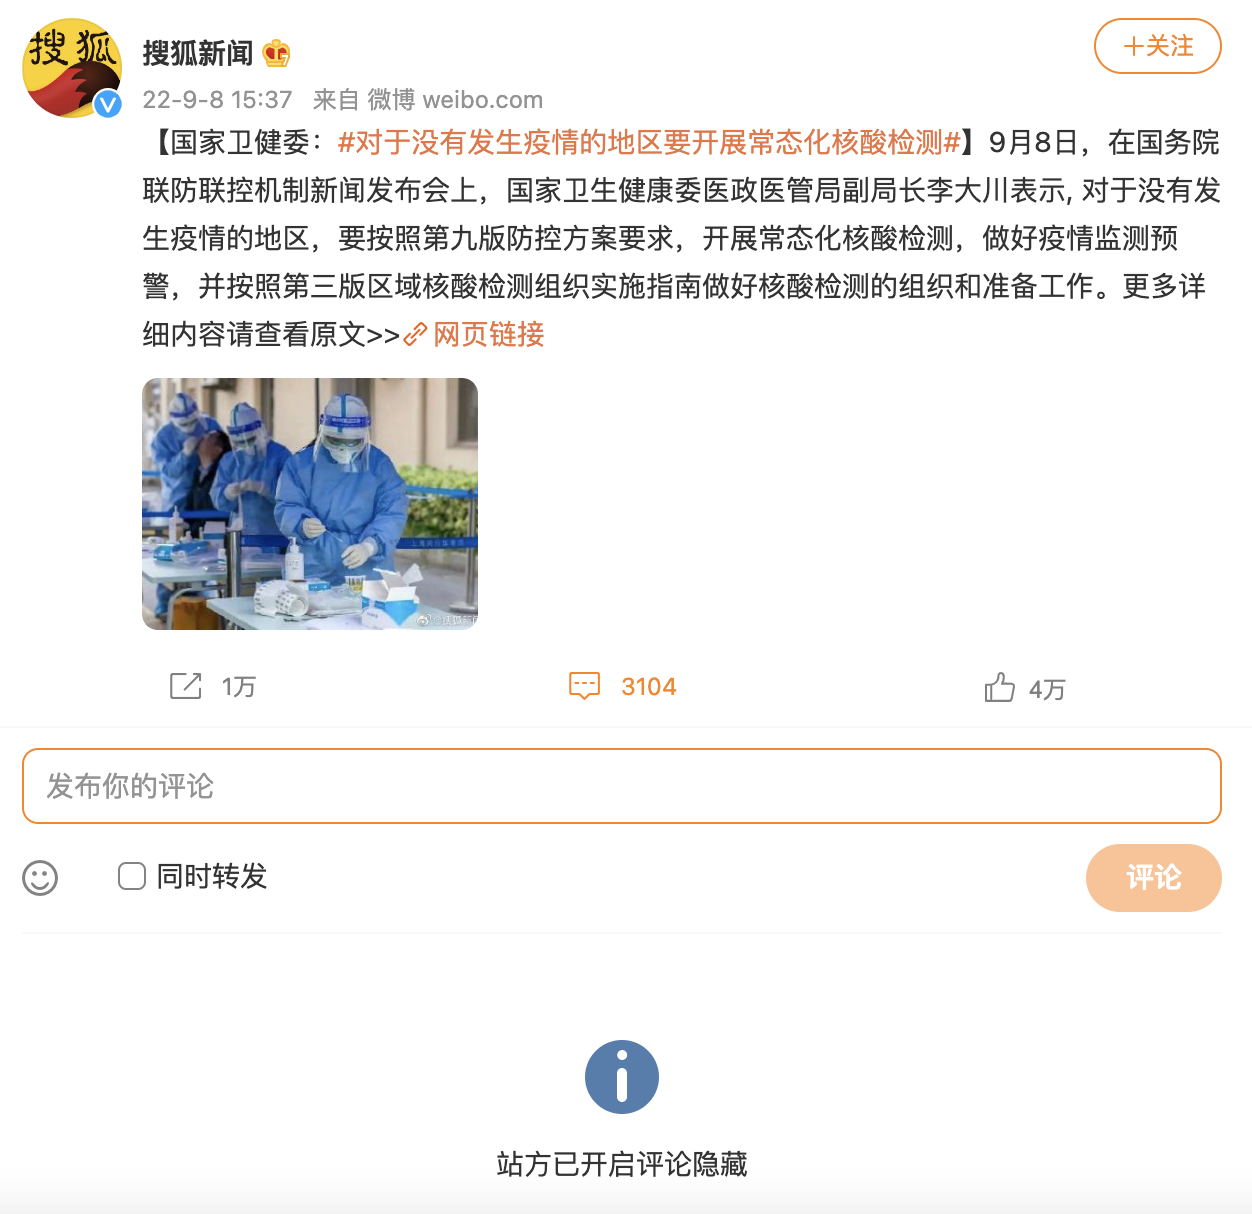 搜狐
搜狐新闻
+关注
22-9-8 15:37 来自 微博 weibo.com
【国家卫健委：#对于没有发生疫情的地区要开展常态化核酸检测#】9月8日，在国务院
联防联控机制新闻发布会上，国家卫生健康委医政医管局副局长李大川表示, 对于没有发
生疫情的地区，要按照第九版防控方案要求，开展常态化核酸检测，做好疫情监测预
警，并按照第三版区域核酸检测组织实施指南做好核酸检测的组织和准备工作。更多详
细内容请查看原文>>网页链接
@搜狐新闻
1万
3104
4万
发布你的评论
同时转发
评论
站方已开启评论隐藏